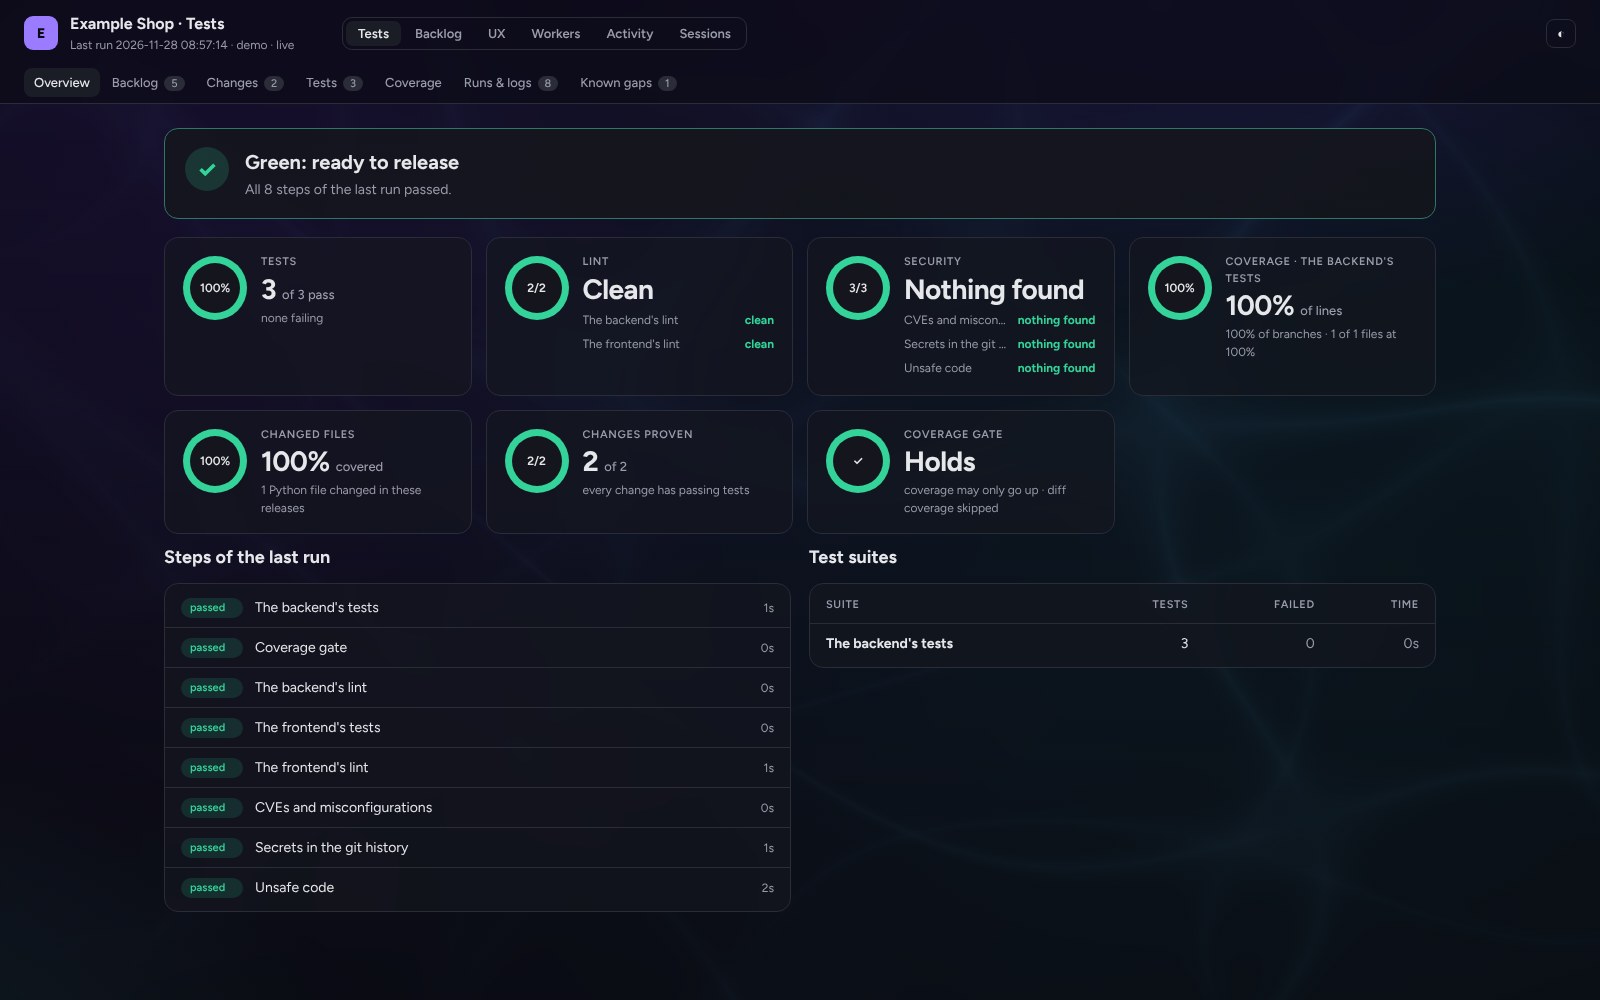 E
Example Shop · Tests
Last run 2026-11-28 08:57:14 · demo · live
Tests Backlog UX Workers Activity Sessions
Overview Backlog 5 Changes 2 Tests 3 Coverage Runs & logs 8 Known gaps 1
Green: ready to release
All 8 steps of the last run passed.
100%
TESTS
3 of 3 pass
none failing
2/2
LINT
Clean
The backend's lint clean
The frontend's lint clean
3/3
SECURITY
Nothing found
CVEs and miscon... nothing found
Secrets in the git ... nothing found
Unsafe code nothing found
100%
COVERAGE · THE BACKEND'S
TESTS
100% of lines
100% of branches · 1 of 1 files at
100%
100%
CHANGED FILES
100% covered
1 Python file changed in these
releases
2/2
CHANGES PROVEN
2 of 2
every change has passing tests
COVERAGE GATE
Holds
coverage may only go up · diff
coverage skipped
Steps of the last run
passed The backend's tests 1s
passed Coverage gate 0s
passed The backend's lint 0s
passed The frontend's tests 0s
passed The frontend's lint 1s
passed CVEs and misconfigurations 0s
passed Secrets in the git history 1s
passed Unsafe code 2s
Test suites
SUITE TESTS FAILED TIME
The backend's tests 3 0 0s